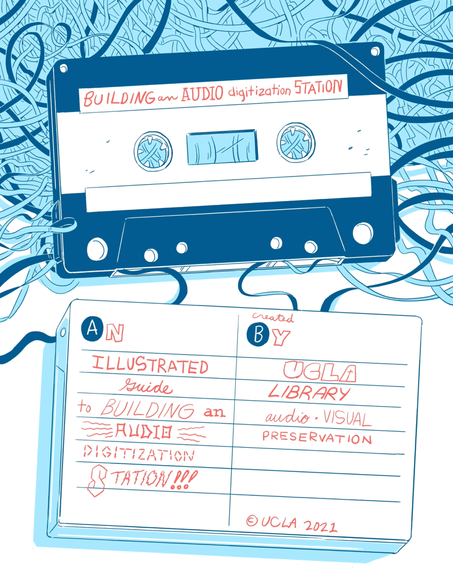 BUILDING an AUDIO digitization STATION
AN
ILLUSTRATED
Guide
to BUILDING an
AUDIO
DIGITIZATION
STATION!!!
created
BY
UCLA
LIBRARY
audio • VISUAL
PRESERVATION
© UCLA 2021